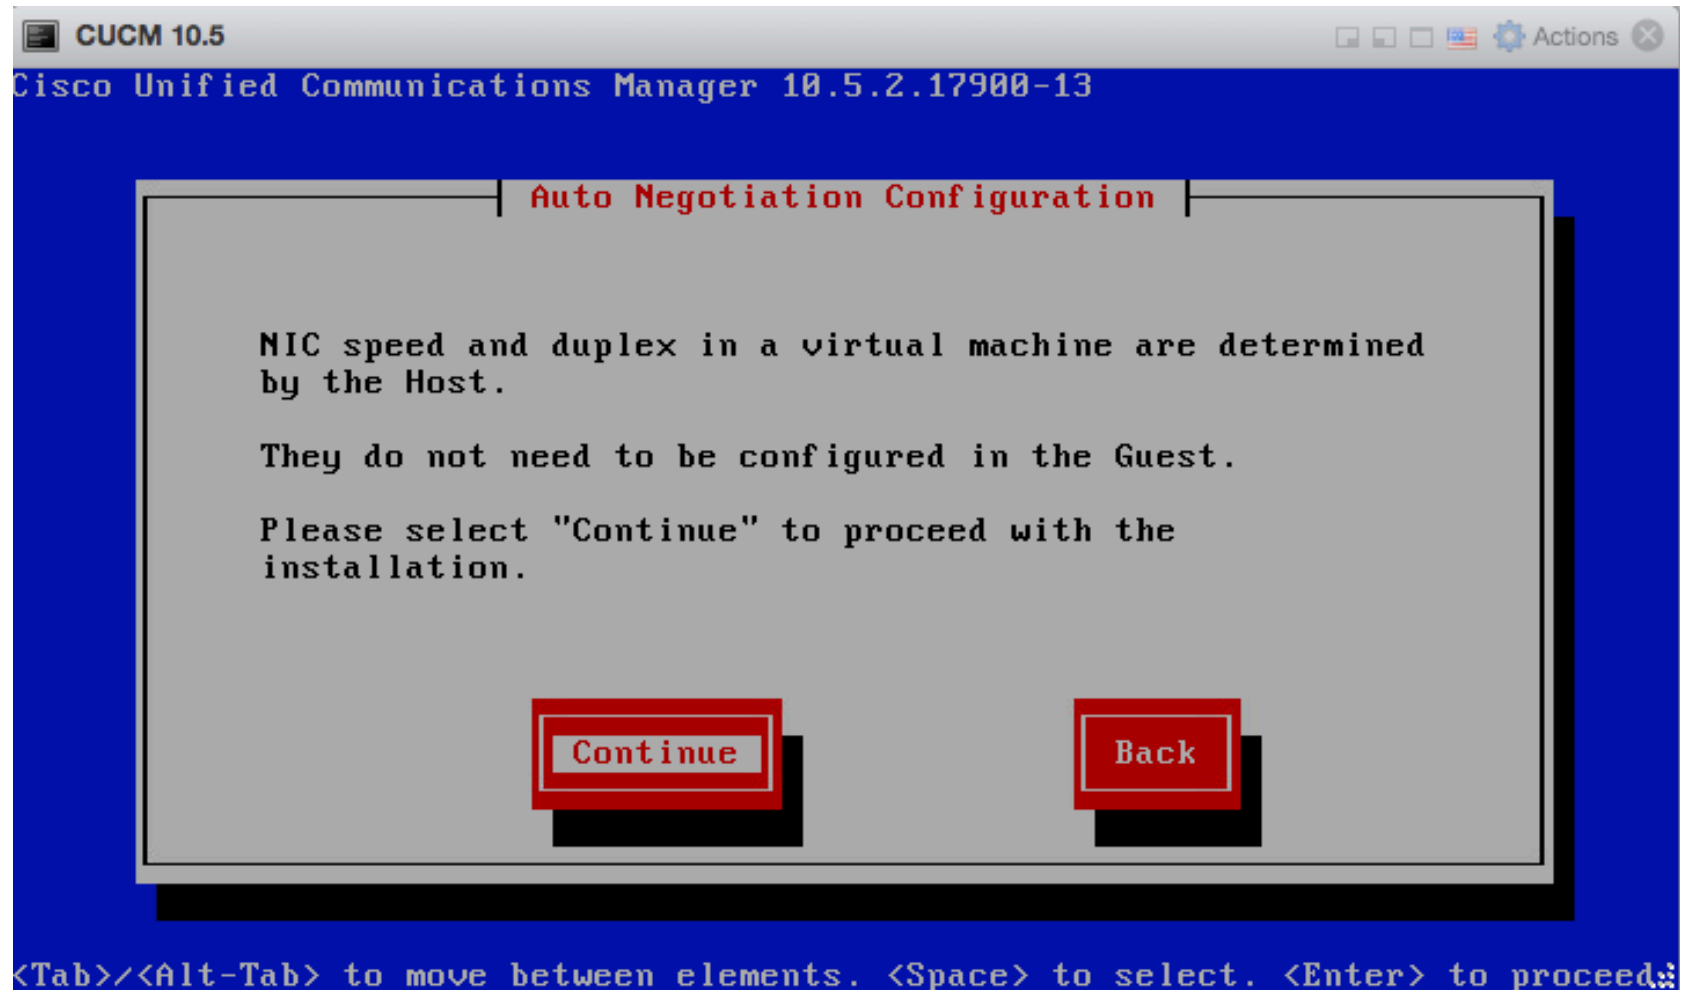 CUCM 10.5
Actions
Cisco Unified Communications Manager 10.5.2.17900-13
Auto Negotiation Configuration
NIC speed and duplex in a virtual machine are determined
by the Host.
They do not need to be configured in the Guest.
Please select "Continue" to proceed with the
installation.
Continue
Back
<Tab>/<Alt-Tab> to move between elements. <Space> to select. <Enter> to proceed.